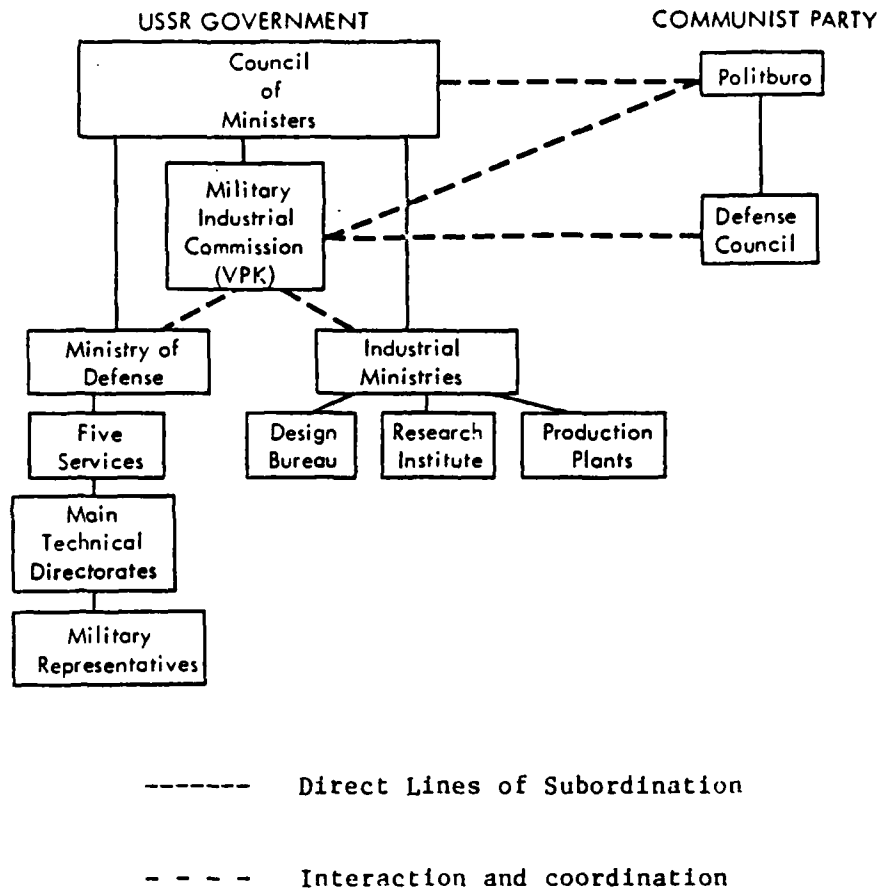 USSR GOVERNMENT
COMMUNIST PARTY
Council
of
Ministers
Politburo
Military
Industrial
Commission
(VPK)
Defense
Council
Ministry of
Defense
Industrial
Ministries
Five
Services
Design
Bureau
Research
Institute
Production
Plants
Main
Technical
Directorates
Military
Representatives
Direct Lines of Subordination
Interaction and coordination